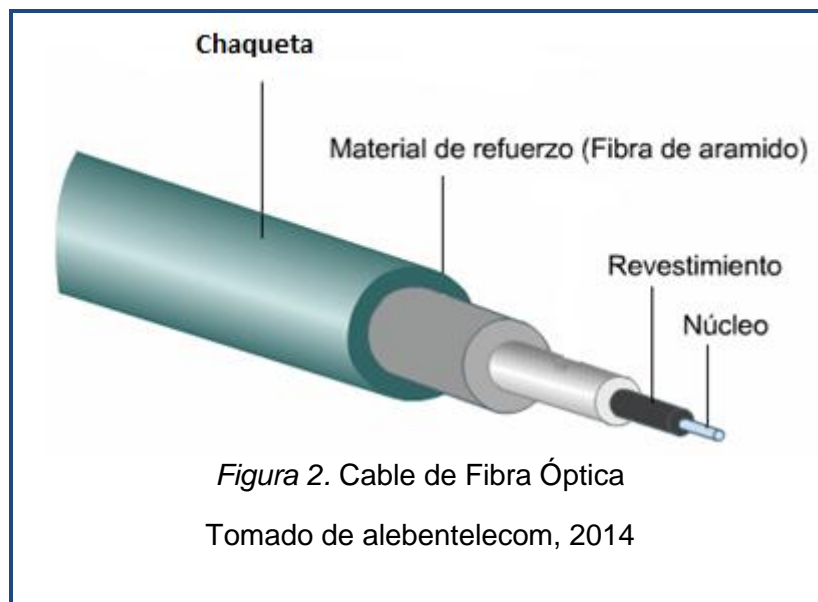 Chaqueta
Material de refuerzo (Fibra de aramido)
Revestimiento
Núcleo
Figura 2. Cable de Fibra Óptica
Tomado de alebentelecom, 2014